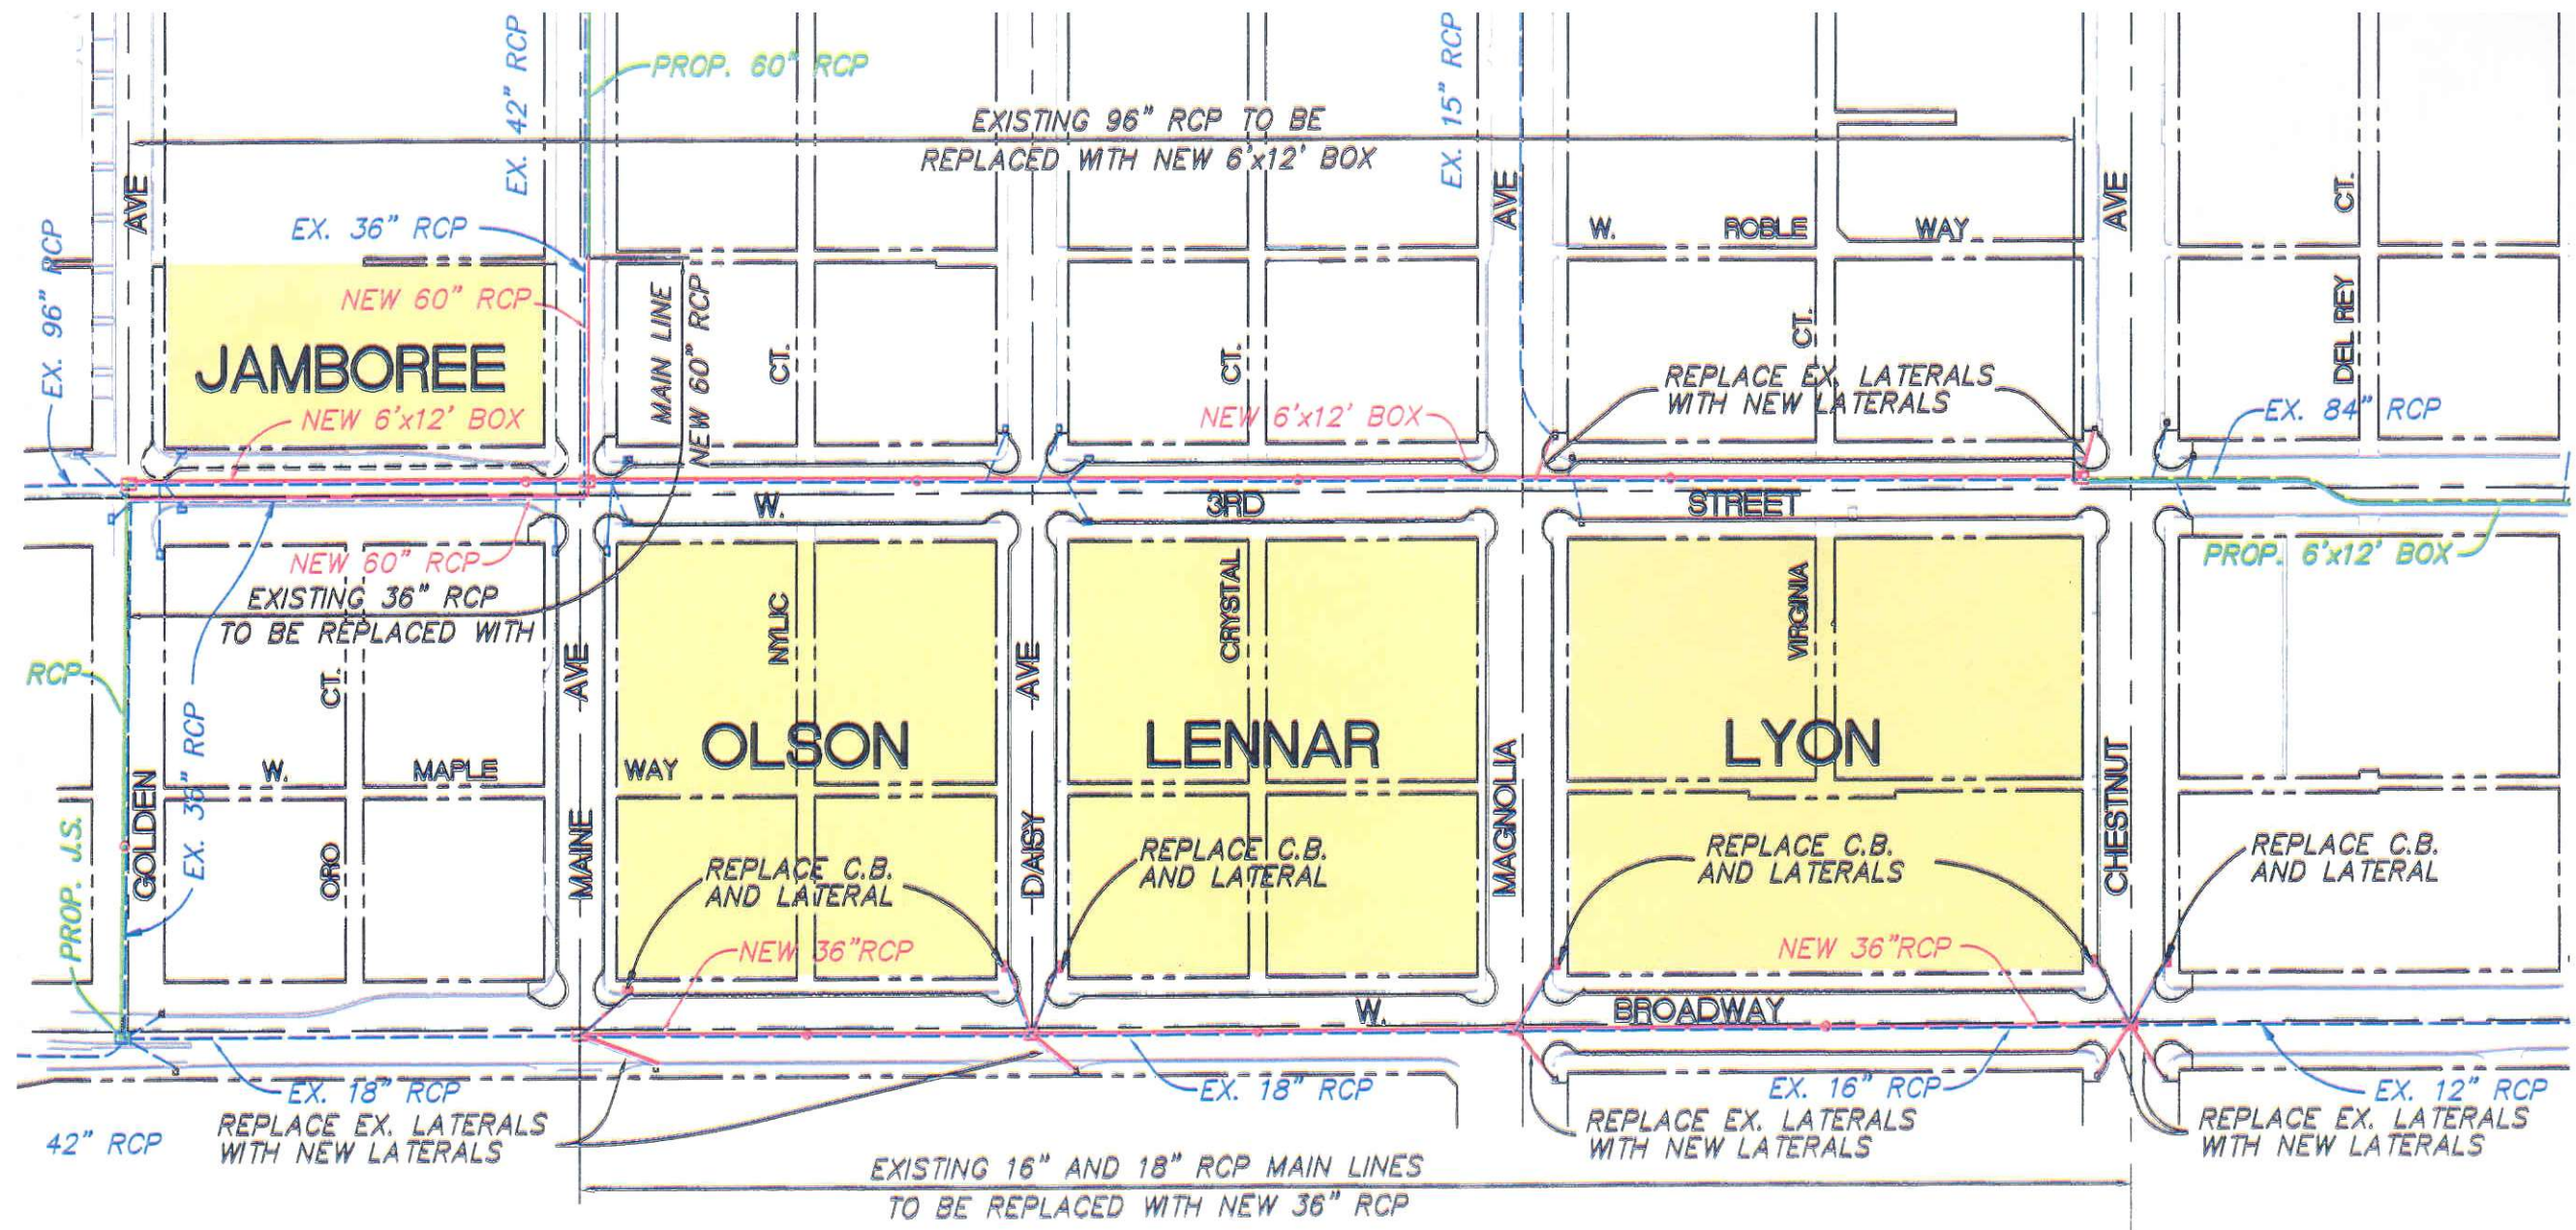 EX. 42" RCP
PROP. 60" RCP
EX. 15" RCP
EXISTING 96" RCP TO BE
REPLACED WITH NEW 6'x12' BOX
AVE
AVE
AVE
CT.
EX. 96" RCP
EX. 36" RCP
W. ROBLE WAY
NEW 60" RCP
MAIN LINE
NEW 60" RCP
CT.
CT.
CT.
DEL REY
JAMBOREE
REPLACE EX. LATERALS
WITH NEW LATERALS
NEW 6'x12' BOX
NEW 6'x12' BOX
EX. 84" RCP
W. 3RD STREET
NEW 60" RCP
PROP. 6'x12' BOX
EXISTING 36" RCP
TO BE REPLACED WITH
NYLIC
CRYSTAL
VIRGINIA
RCP
CT.
AVE
AVE
EX. 36" RCP
OLSON
LENNAR
LYON
W. MAPLE WAY
PROP. J.S.
GOLDEN
ORO
MAINE
DAISY
MAGNOLIA
CHESTNUT
REPLACE C.B.
AND LATERAL
REPLACE C.B.
AND LATERAL
REPLACE C.B.
AND LATERALS
REPLACE C.B.
AND LATERAL
NEW 36"RCP
NEW 36"RCP
W. BROADWAY
EX. 18" RCP
EX. 18" RCP
EX. 16" RCP
EX. 12" RCP
42" RCP
REPLACE EX. LATERALS
WITH NEW LATERALS
REPLACE EX. LATERALS
WITH NEW LATERALS
REPLACE EX. LATERALS
WITH NEW LATERALS
EXISTING 16" AND 18" RCP MAIN LINES
TO BE REPLACED WITH NEW 36" RCP